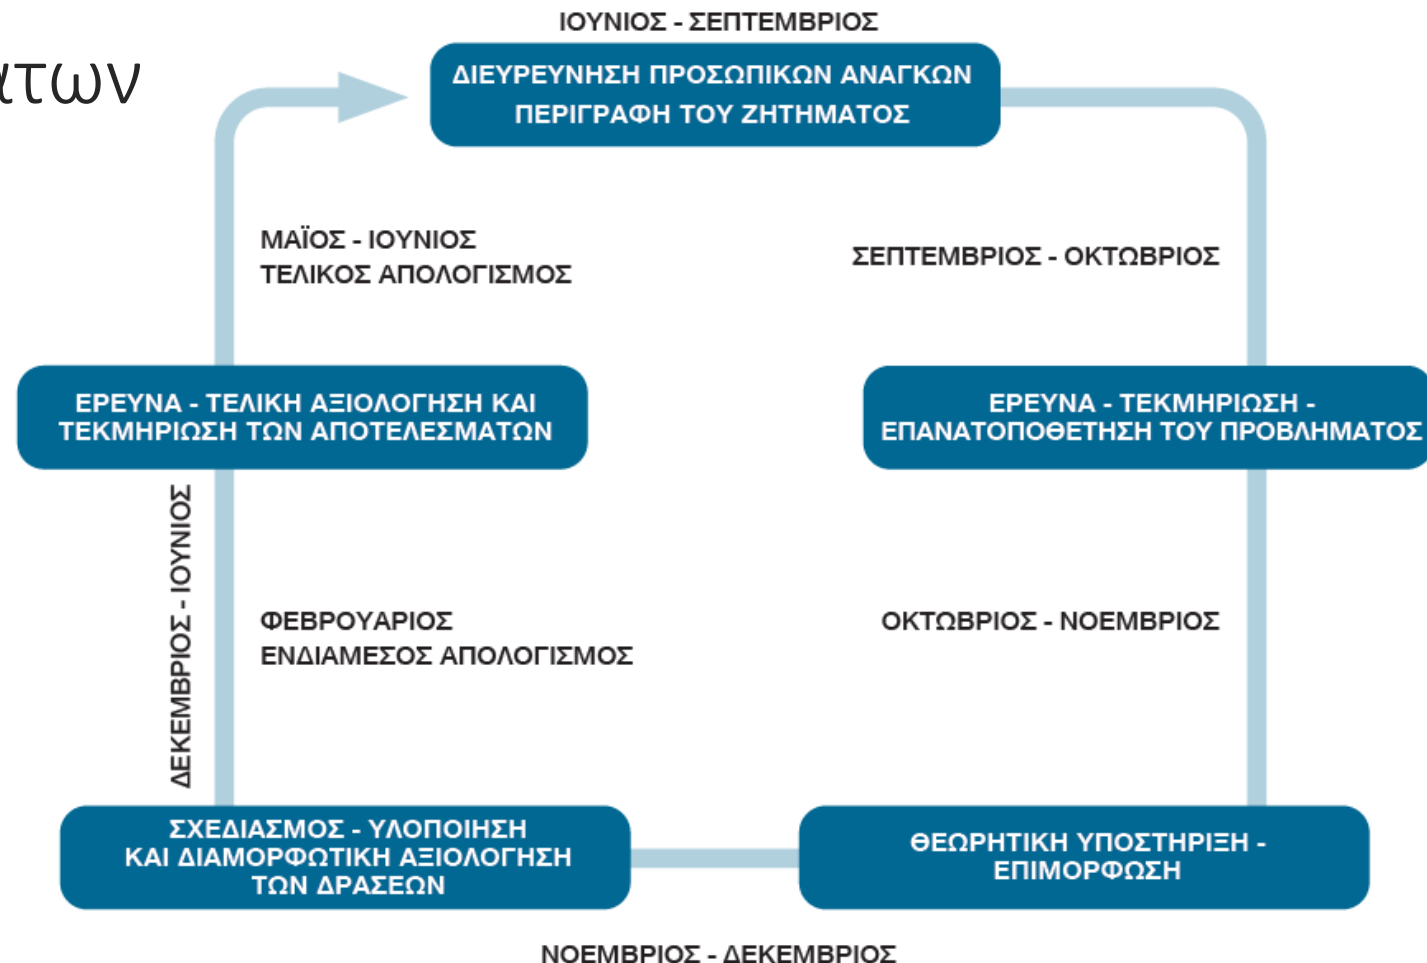 ΙΟΥΝΙΟΣ - ΣΕΠΤΕΜΒΡΙΟΣ
ΔΙΕΥΡΕΥΝΗΣΗ ΠΡΟΣΩΠΙΚΩΝ ΑΝΑΓΚΩΝ
ΠΕΡΙΓΡΑΦΗ ΤΟΥ ΖΗΤΗΜΑΤΟΣ
ΣΕΠΤΕΜΒΡΙΟΣ - ΟΚΤΩΒΡΙΟΣ
ΕΡΕΥΝΑ - ΤΕΚΜΗΡΙΩΣΗ -
ΕΠΑΝΑΤΟΠΟΘΕΤΗΣΗ ΤΟΥ ΠΡΟΒΛΗΜΑΤΟΣ
ΟΚΤΩΒΡΙΟΣ - ΝΟΕΜΒΡΙΟΣ
ΘΕΩΡΗΤΙΚΗ ΥΠΟΣΤΗΡΙΞΗ -
ΕΠΙΜΟΡΦΩΣΗ
ΝΟΕΜΒΡΙΟΣ - ΔΕΚΕΜΒΡΙΟΣ
ΣΧΕΔΙΑΣΜΟΣ - ΥΛΟΠΟΙΗΣΗ
ΚΑΙ ΔΙΑΜΟΡΦΩΤΙΚΗ ΑΞΙΟΛΟΓΗΣΗ
ΤΩΝ ΔΡΑΣΕΩΝ
ΔΕΚΕΜΒΡΙΟΣ - ΙΟΥΝΙΟΣ
ΦΕΒΡΟΥΑΡΙΟΣ
ΕΝΔΙΑΜΕΣΟΣ ΑΠΟΛΟΓΙΣΜΟΣ
ΕΡΕΥΝΑ - ΤΕΛΙΚΗ ΑΞΙΟΛΟΓΗΣΗ ΚΑΙ
ΤΕΚΜΗΡΙΩΣΗ ΤΩΝ ΑΠΟΤΕΛΕΣΜΑΤΩΝ
ΜΑΪΟΣ - ΙΟΥΝΙΟΣ
ΤΕΛΙΚΟΣ ΑΠΟΛΟΓΙΣΜΟΣ